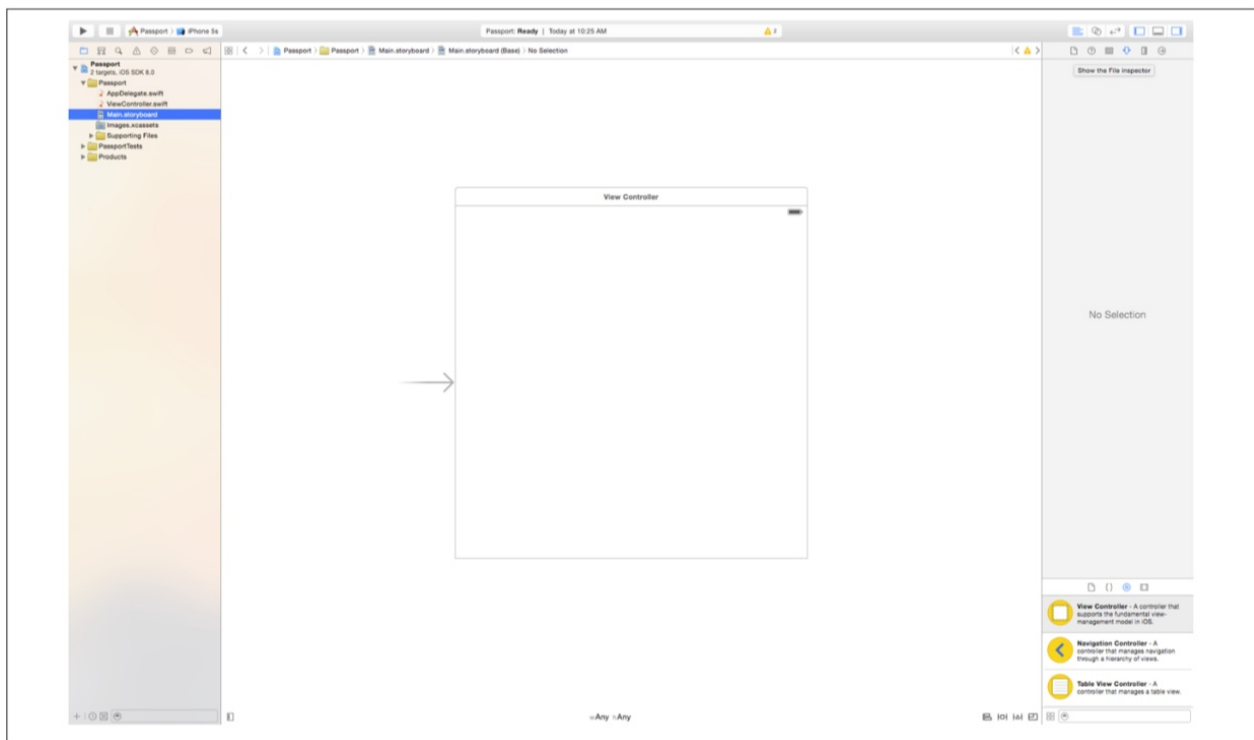 Passport
iPhone 5s
Passport: Ready | Today at 10:25 AM
2
Passport
2 targets, iOS SDK 8.0
Passport
AppDelegate.swift
ViewController.swift
Main.storyboard
Images.xcassets
Supporting Files
PassportTests
Products
Passport
Passport
Main.storyboard
Main.storyboard (Base)
No Selection
Show the File inspector
View Controller
No Selection
View Controller - A controller that
supports the fundamental view-
management model in iOS.
Navigation Controller - A
controller that manages navigation
through a hierarchy of views.
Table View Controller - A
controller that manages a table view.
wAny hAny